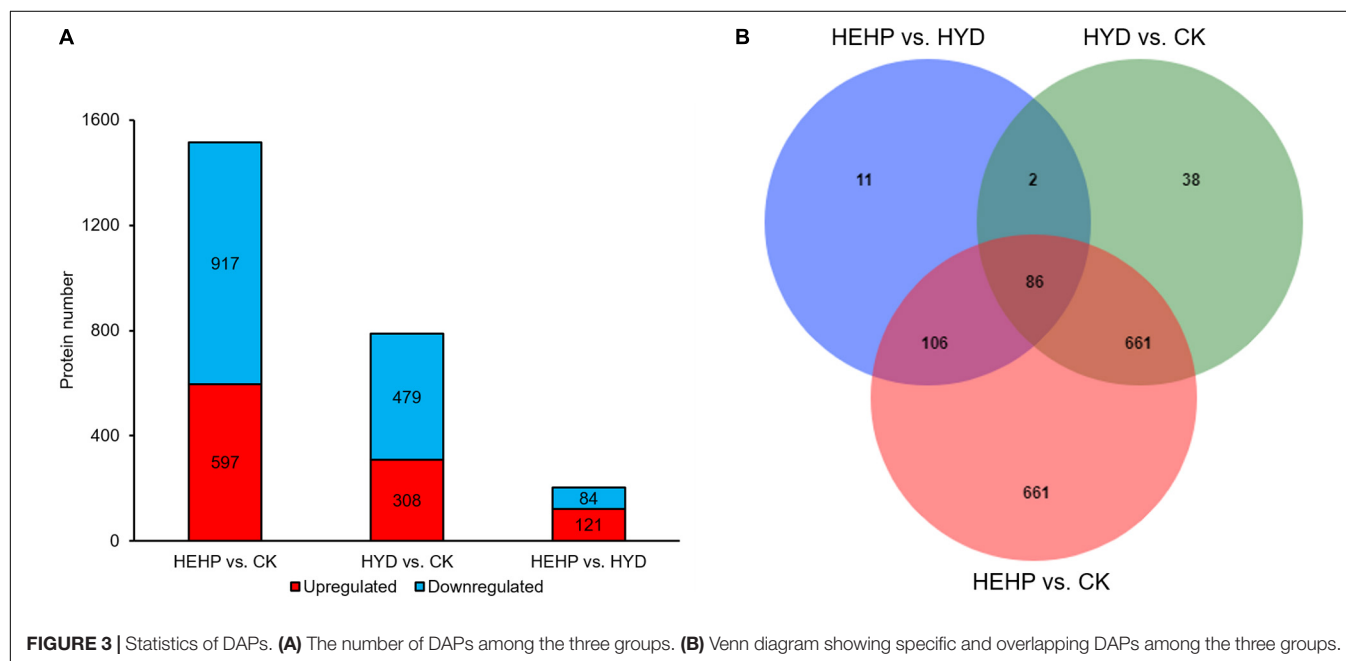 A
1600
1200
800
400
0
Protein number
917
597
479
308
84
121
HEHP vs. CK
HYD vs. CK
HEHP vs. HYD
Upregulated
Downregulated
B
HEHP vs. HYD
HYD vs. CK
11
2
38
86
106
661
661
HEHP vs. CK
FIGURE 3 | Statistics of DAPs. (A) The number of DAPs among the three groups. (B) Venn diagram showing specific and overlapping DAPs among the three groups.